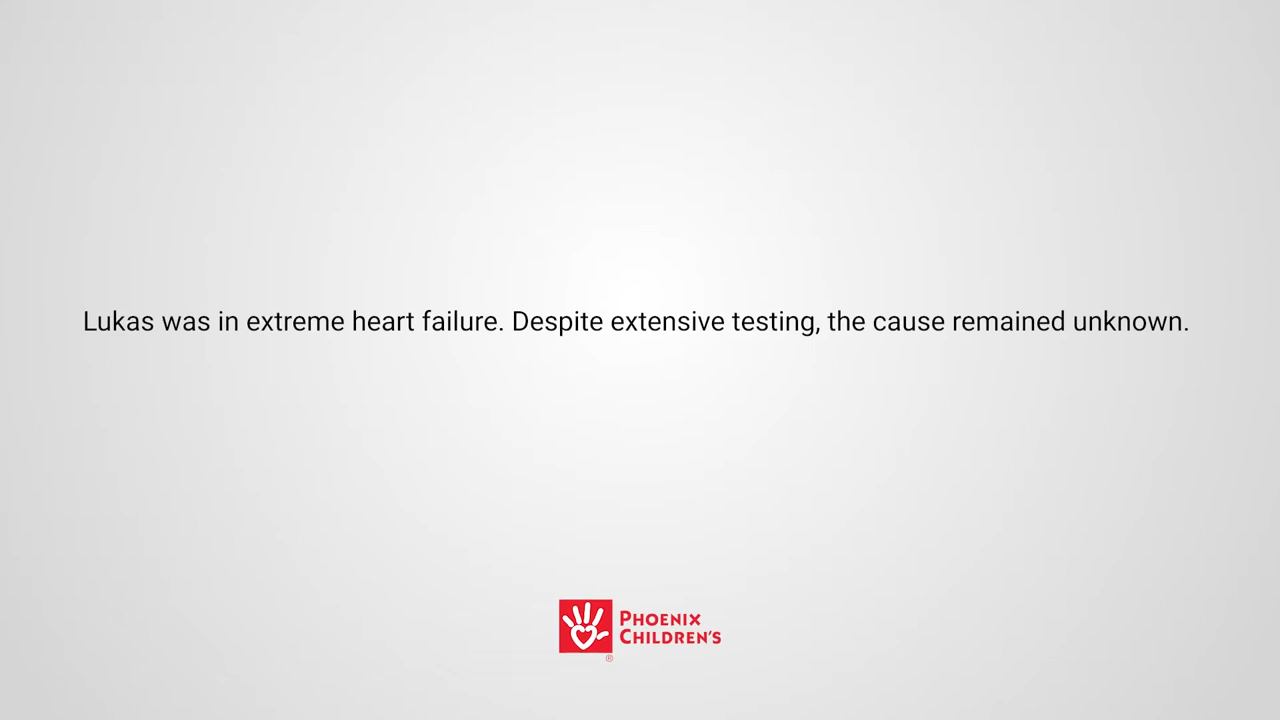 Lukas was in extreme heart failure. Despite extensive testing, the cause remained unknown.
PHOENIX
CHILDREN'S
®